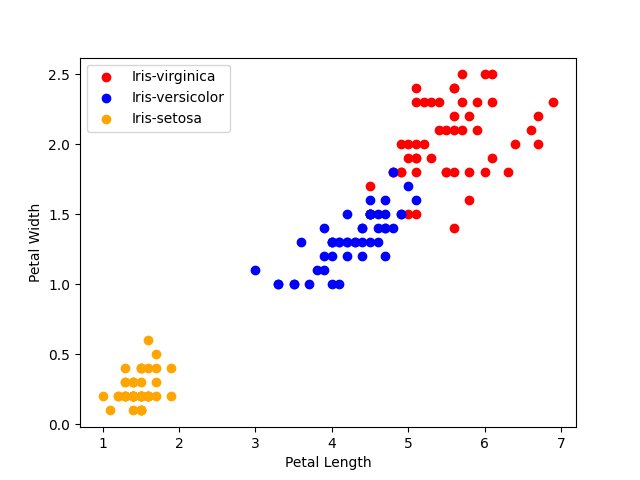 Iris-virginica
Iris-versicolor
Iris-setosa
2.5
2.0
1.5
1.0
0.5
0.0
Petal Width
1 2 3 4 5 6 7
Petal Length